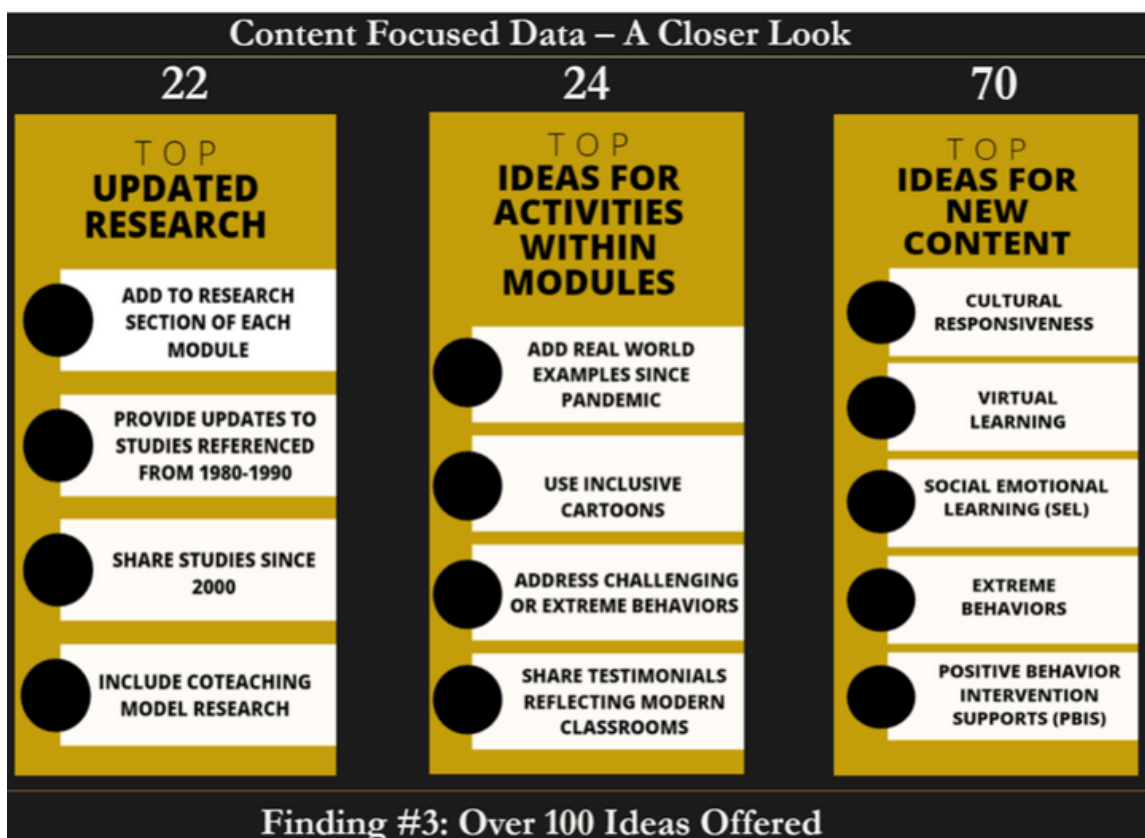 Content Focused Data – A Closer Look
22
TOP
UPDATED
RESEARCH
ADD TO RESEARCH
SECTION OF EACH
MODULE
PROVIDE UPDATES TO
STUDIES REFERENCED
FROM 1980-1990
SHARE STUDIES SINCE
2000
INCLUDE COTEACHING
MODEL RESEARCH
24
TOP
IDEAS FOR
ACTIVITIES
WITHIN
MODULES
ADD REAL WORLD
EXAMPLES SINCE
PANDEMIC
USE INCLUSIVE
CARTOONS
ADDRESS CHALLENGING
OR EXTREME BEHAVIORS
SHARE TESTIMONIALS
REFLECTING MODERN
CLASSROOMS
70
TOP
IDEAS FOR
NEW
CONTENT
CULTURAL
RESPONSIVENESS
VIRTUAL
LEARNING
SOCIAL EMOTIONAL
LEARNING (SEL)
EXTREME
BEHAVIORS
POSITIVE BEHAVIOR
INTERVENTION
SUPPORTS (PBIS)
Finding #3: Over 100 Ideas Offered